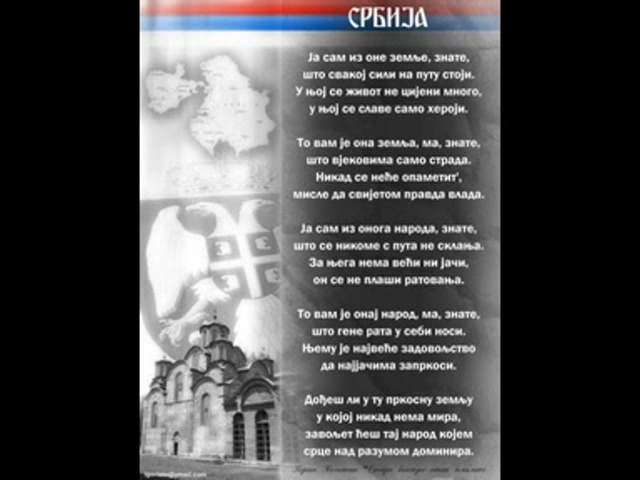 СРБИЈА
Ја сам из оне земље, знате,
што свакој сили на путу стоји.
У њој се живот не цијени много,
у њој се славе само хероји.
То вам је она земља, ма, знате,
што вјековима само страда.
Никад се неће опаметит',
мисле да свијетом правда влада.
Ја сам из онога народа, знате,
што се никоме с пута не склања.
За њега нема већи ни јачи,
он се не плаши ратовања.
То вам је онај народ, ма, знате,
што гене рата у себи носи.
Њему је највеће задовољство
да најјачима запркоси.
Дођеш ли у ту пркосну земљу
у којој никад нема мира,
завољет ћеш тај народ којем
срце над разумом доминира.